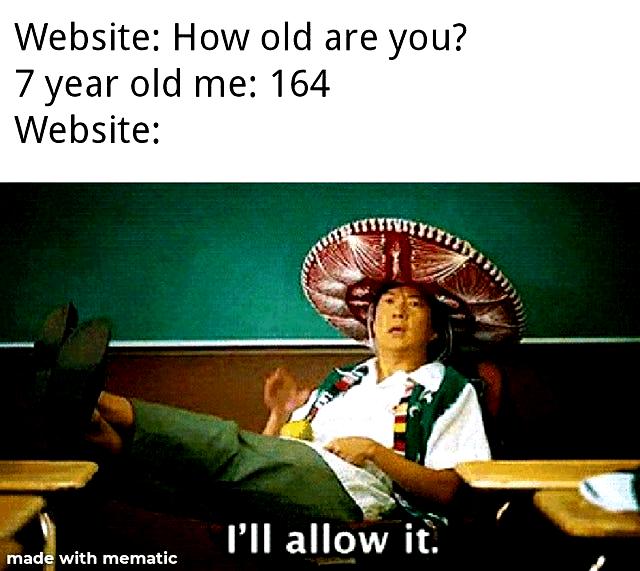 Website: How old are you?
7 year old me: 164
Website:
I'll allow it.
made with mematic